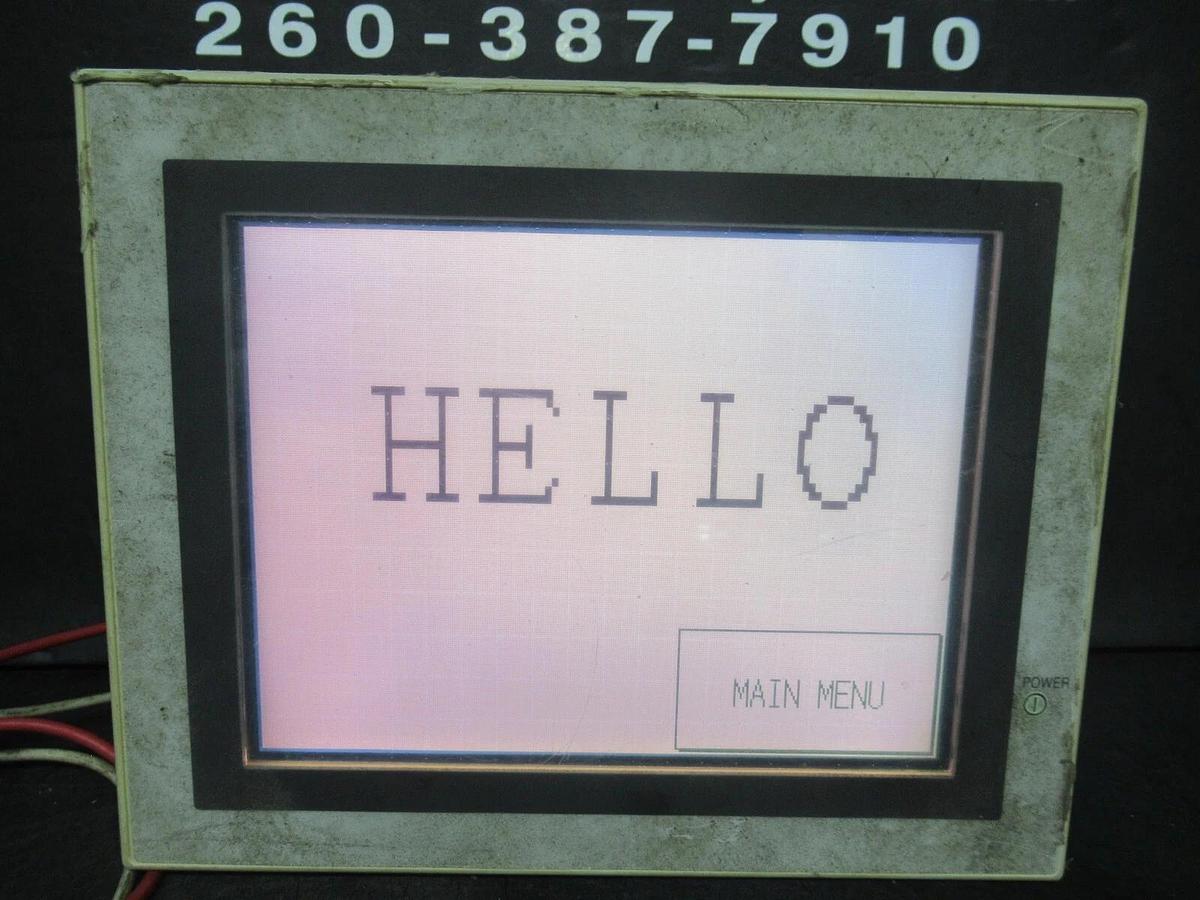 260-387-7910
HELLO
MAIN MENU
POWER